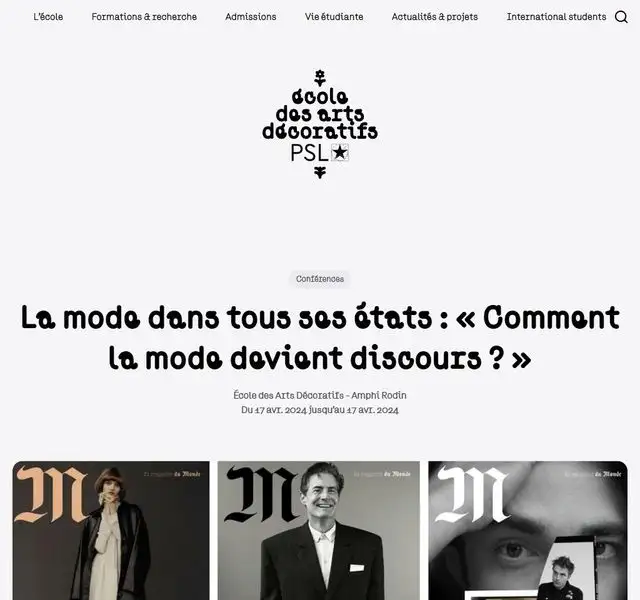 L'école
Formations & recherche
Admissions
Vie étudiante
Actualités & projets
International students
école
des arts
décoratifs
PSL
Conférences
La mode dans tous ses états : « Comment
la mode devient discours ? »
École des Arts Décoratifs - Amphi Rodin
Du 17 avr. 2024 jusqu'au 17 avr. 2024
M
le magazine du Monde
M
le magazine du Monde
M
le magazine du Monde